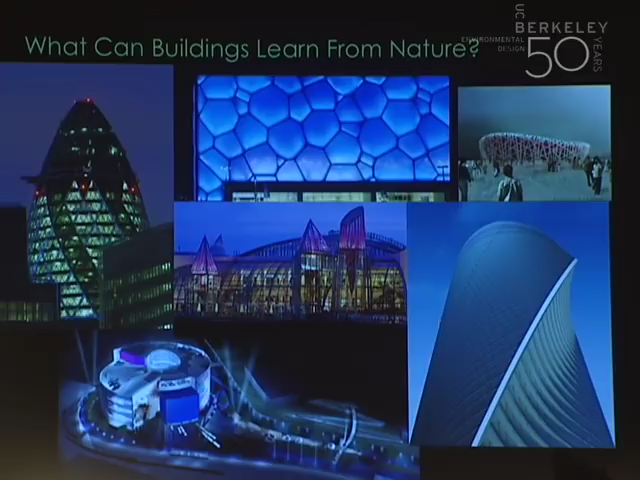 What Can Buildings Learn From Nature?
UC
BERKELEY
ENVIRONMENTAL
DESIGN
50
YEARS